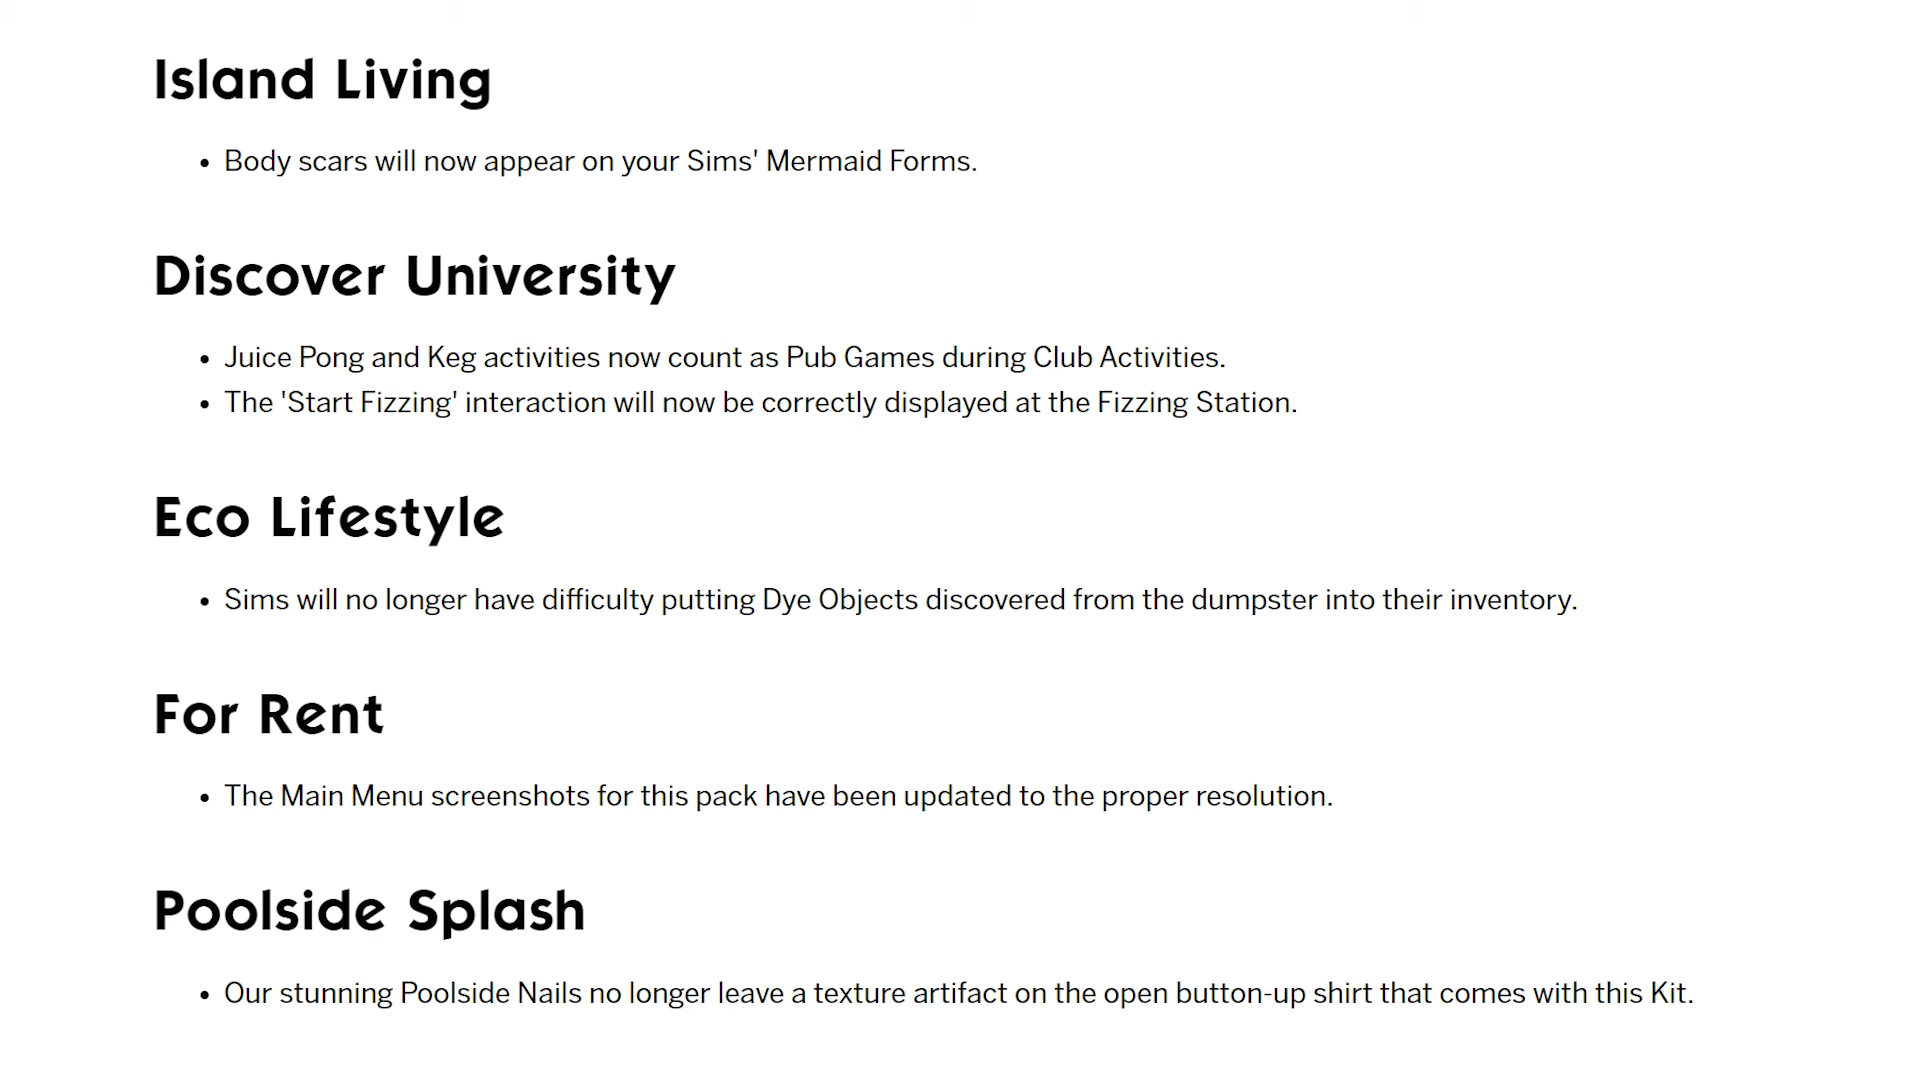 Island Living
• Body scars will now appear on your Sims' Mermaid Forms.
Discover University
• Juice Pong and Keg activities now count as Pub Games during Club Activities.
• The 'Start Fizzing' interaction will now be correctly displayed at the Fizzing Station.
Eco Lifestyle
• Sims will no longer have difficulty putting Dye Objects discovered from the dumpster into their inventory.
For Rent
• The Main Menu screenshots for this pack have been updated to the proper resolution.
Poolside Splash
• Our stunning Poolside Nails no longer leave a texture artifact on the open button-up shirt that comes with this Kit.